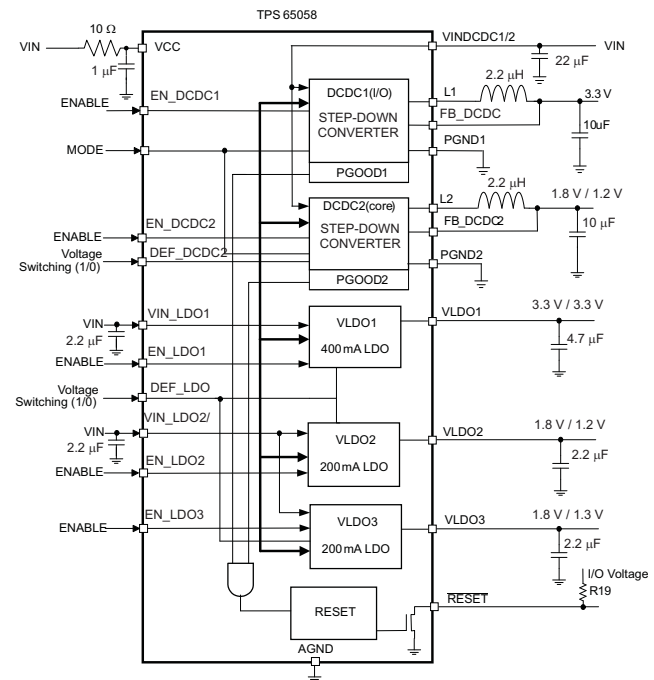 TPS 65058
10 Ω
VIN
VCC
1 μF
VINDCDC1/2
VIN
22 μF
ENABLE
EN_DCDC1
DCDC1(I/O)
STEP-DOWN
CONVERTER
PGOOD1
L1
2.2 μH
3.3 V
FB_DCDC
10uF
PGND1
MODE
DCDC2(core)
STEP-DOWN
CONVERTER
PGOOD2
L2
2.2 μH
1.8 V / 1.2 V
FB_DCDC2
10 μF
PGND2
EN_DCDC2
ENABLE
Voltage
Switching (1/0)
DEF_DCDC2
VIN
VIN_LDO1
2.2 μF
ENABLE
EN_LDO1
VLDO1
400 mA LDO
VLDO1
3.3 V / 3.3 V
4.7 μF
Voltage
Switching (1/0)
DEF_LDO
VIN_LDO2/
VIN
2.2 μF
ENABLE
EN_LDO2
VLDO2
200 mA LDO
VLDO2
1.8 V / 1.2 V
2.2 μF
ENABLE
EN_LDO3
VLDO3
200 mA LDO
VLDO3
1.8 V / 1.3 V
2.2 μF
I/O Voltage
R19
RESET
RESET
AGND